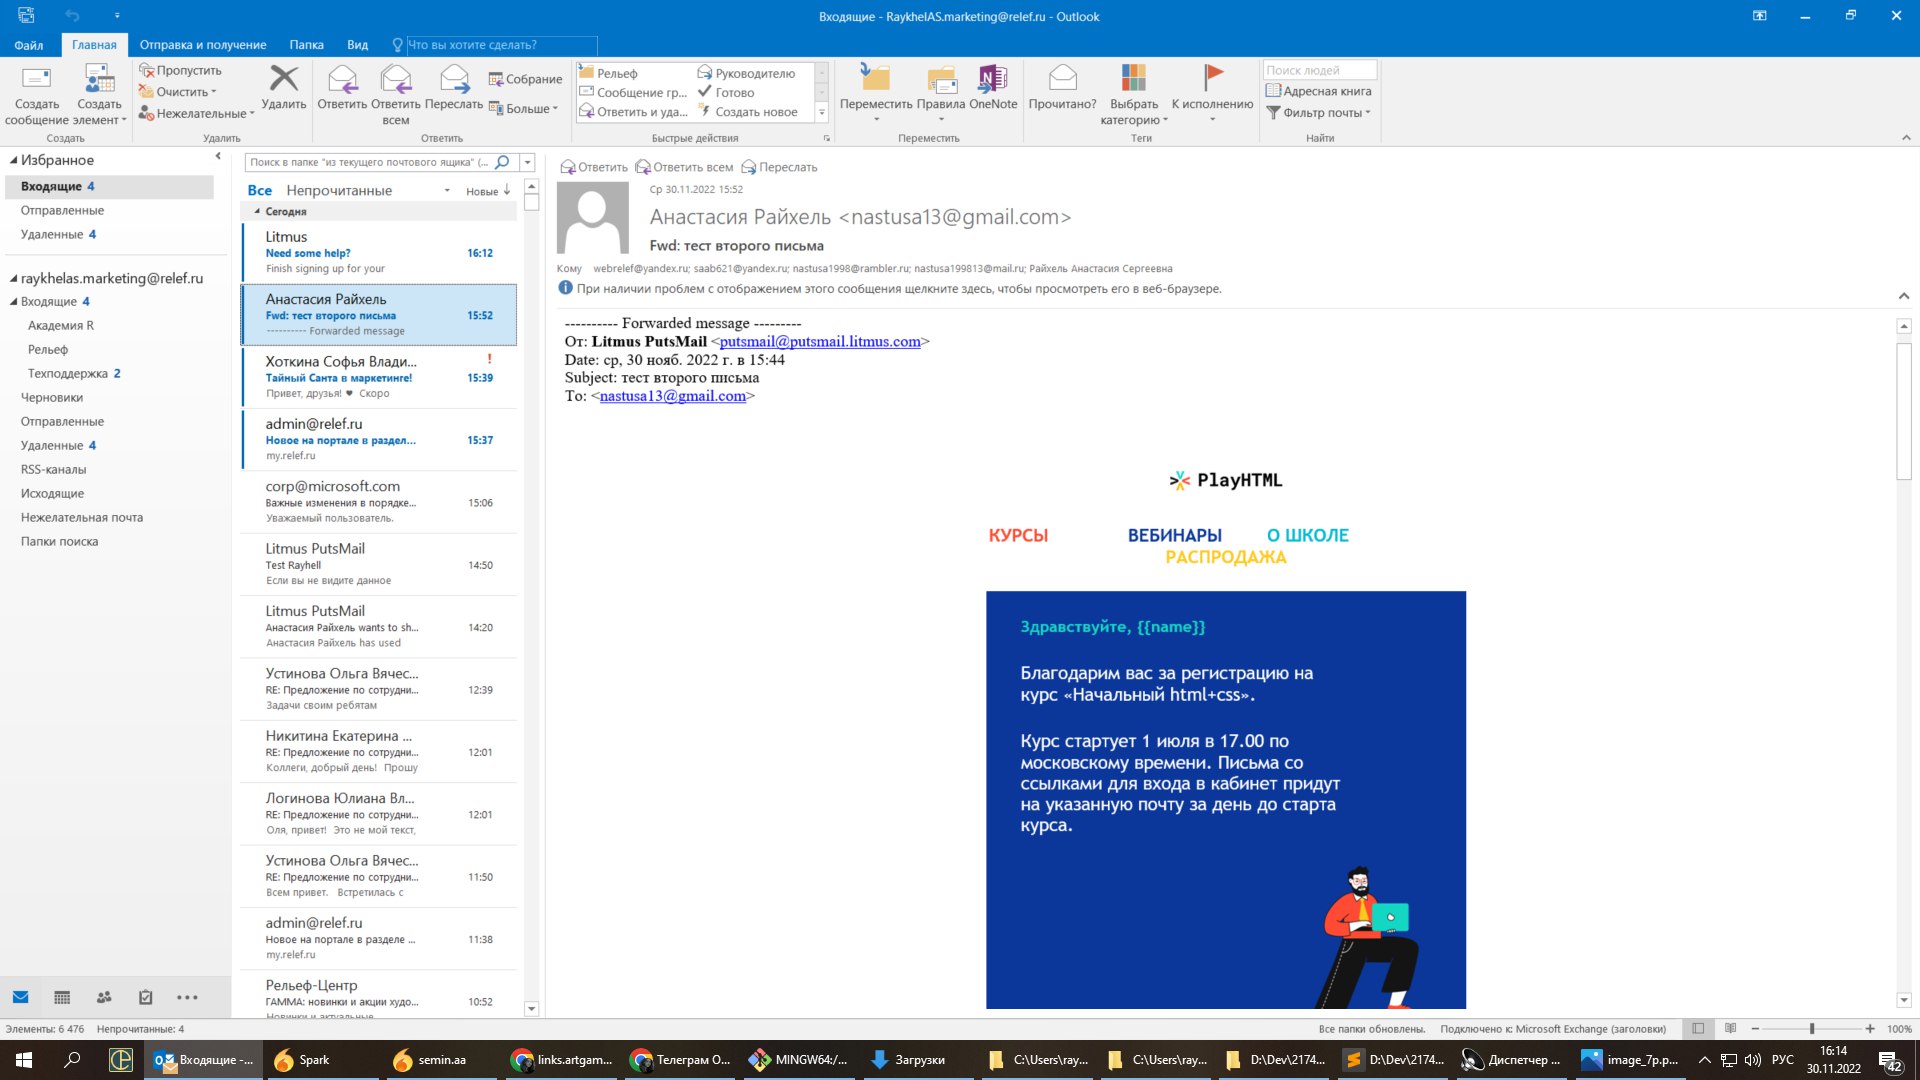 Входящие - RaykhelAS.marketing@relef.ru - Outlook
Файл
Главная
Отправка и получение
Папка
Вид
Что вы хотите сделать?
Создать сообщение
Создать элемент
Создать
Пропустить
Очистить
Нежелательные
Удалить
Удалить
Ответить
Ответить всем
Переслать
Собрание
Больше
Ответить
Рельеф
Сообщение гр...
Ответить и уда...
Руководителю
Готово
Создать новое
Быстрые действия
Переместить
Правила
OneNote
Переместить
Прочитано?
Выбрать категорию
К исполнению
Теги
Поиск людей
Адресная книга
Фильтр почты
Найти
Избранное
Входящие 4
Отправленные
Удаленные 4
raykhelas.marketing@relef.ru
Входящие 4
Академия R
Рельеф
Техподдержка 2
Черновики
Отправленные
Удаленные 4
RSS-каналы
Исходящие
Нежелательная почта
Папки поиска
Поиск в папке "из текущего почтового ящика" (...
Все Непрочитанные
Новые
Сегодня
Litmus
Need some help? 16:12
Finish signing up for your
Анастасия Райхель
Fwd: тест второго письма 15:52
---------- Forwarded message
Хоткина Софья Влади... !
Тайный Санта в маркетинге! 15:39
Привет, друзья! ♥ Скоро
admin@relef.ru
Новое на портале в раздел... 15:37
my.relef.ru
corp@microsoft.com
Важные изменения в порядке... 15:06
Уважаемый пользователь.
Litmus PutsMail
Test Rayhell 14:50
Если вы не видите данное
Litmus PutsMail
Анастасия Райхель wants to sh... 14:20
Анастасия Райхель has used
Устинова Ольга Вячес...
RE: Предложение по сотрудни... 12:39
Задачи своим ребятам
Никитина Екатерина ...
RE: Предложение по сотрудни... 12:01
Коллеги, добрый день! Прошу
Логинова Юлиана Вл...
RE: Предложение по сотрудни... 12:01
Оля, привет! Это не мой текст,
Устинова Ольга Вячес...
RE: Предложение по сотрудни... 11:50
Всем привет. Встретилась с
admin@relef.ru
Новое на портале в разделе ... 11:38
my.relef.ru
Рельеф-Центр
ГАММА: новинки и акции худо... 10:52
Новинки и актуальные
Ответить Ответить всем Переслать
Ср 30.11.2022 15:52
Анастасия Райхель <nastusa13@gmail.com>
Fwd: тест второго письма
Кому webrelef@yandex.ru; saab621@yandex.ru; nastusa1998@rambler.ru; nastusa199813@mail.ru; Райхель Анастасия Сергеевна
При наличии проблем с отображением этого сообщения щелкните здесь, чтобы просмотреть его в веб-браузере.
---------- Forwarded message ---------
От: Litmus PutsMail <putsmail@putsmail.litmus.com>
Date: ср, 30 нояб. 2022 г. в 15:44
Subject: тест второго письма
To: <nastusa13@gmail.com>
PlayHTML
КУРСЫ ВЕБИНАРЫ О ШКОЛЕ
РАСПРОДАЖА
Здравствуйте, {{name}}
Благодарим вас за регистрацию на
курс «Начальный html+css».
Курс стартует 1 июля в 17.00 по
московскому времени. Письма со
ссылками для входа в кабинет придут
на указанную почту за день до старта
курса.
Элементы: 6 476 Непрочитанные: 4
Все папки обновлены. Подключено к: Microsoft Exchange (заголовки) 100%
Входящие -...
Spark
semin.aa
links.artgam...
Телеграм О...
MINGW64:/...
Загрузки
C:\Users\ray...
C:\Users\ray...
D:\Dev\2174...
D:\Dev\2174...
Диспетчер ...
image_7p.p...
РУС
16:14
30.11.2022
42